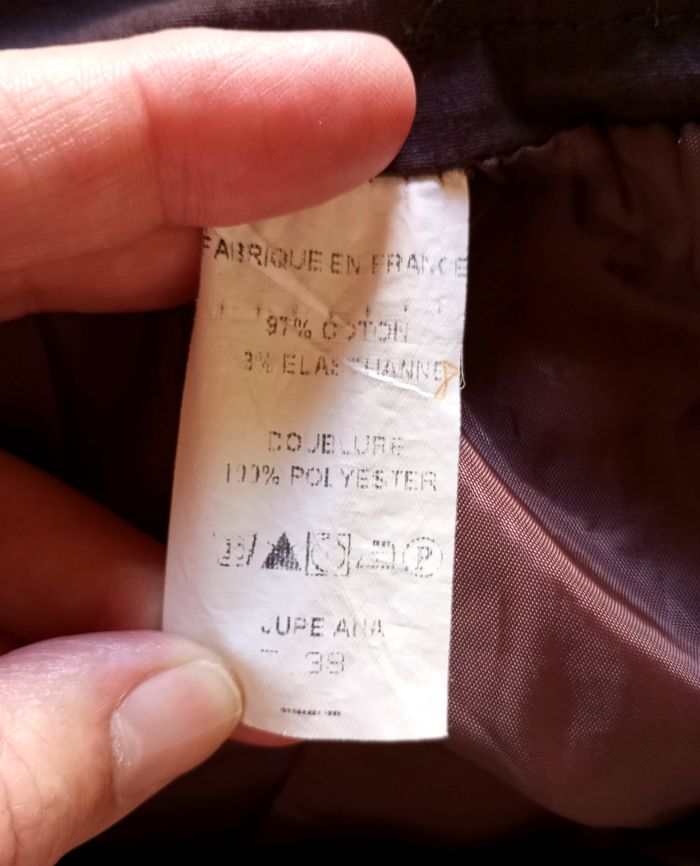 FABRIQUE EN FRANCE
97% COTON
3% ELASTHANNE
DOUBLURE
100% POLYESTER
P
JUPE ANA
T 38